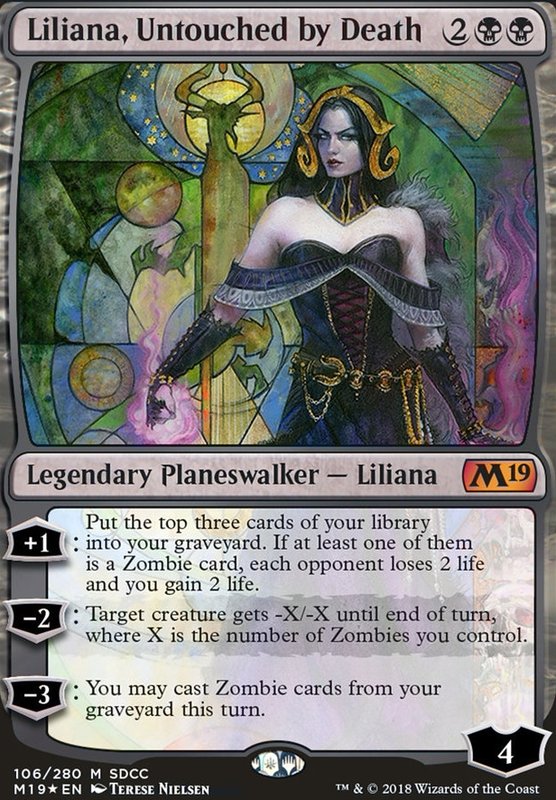 Liliana, Untouched by Death 2
Legendary Planeswalker — Liliana M19
+1 : Put the top three cards of your library
into your graveyard. If at least one of them
is a Zombie card, each opponent loses 2 life
and you gain 2 life.
−2 : Target creature gets -X/-X until end of turn,
where X is the number of Zombies you control.
−3 : You may cast Zombie cards from your
graveyard this turn.
4
106/280 M SDCC
M19★EN Terese Nielsen ™ & © 2018 Wizards of the Coast